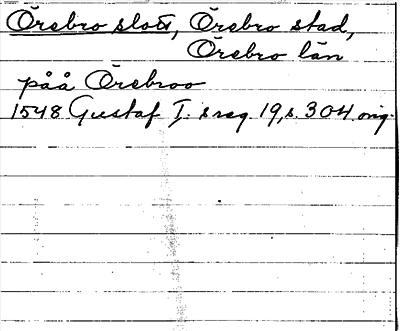 Örebro slott, Örebro stad,
Örebro län
påå Örebroo
1548 Gustaf I:s reg. 19, s. 304 orig.